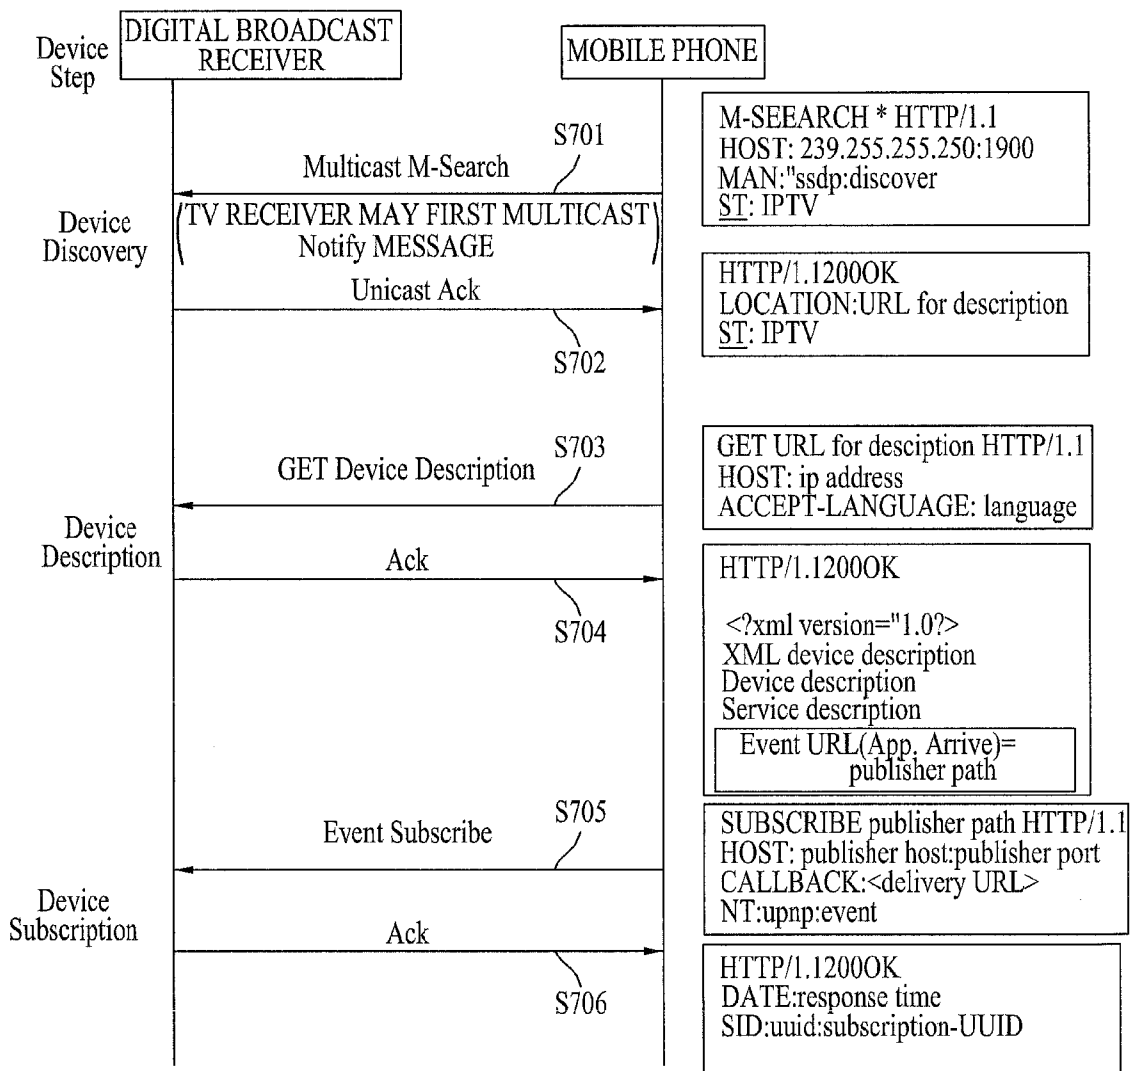 Device
Step
DIGITAL BROADCAST
RECEIVER
MOBILE PHONE
S701
Multicast M-Search
M-SEEARCH * HTTP/1.1
HOST: 239.255.255.250:1900
MAN:"ssdp:discover
ST: IPTV
Device
Discovery
(TV RECEIVER MAY FIRST MULTICAST
Notify MESSAGE)
Unicast Ack
S702
HTTP/1.1200OK
LOCATION:URL for description
ST: IPTV
S703
GET Device Description
GET URL for desciption HTTP/1.1
HOST: ip address
ACCEPT-LANGUAGE: language
Device
Description
Ack
S704
HTTP/1.1200OK
<?xml version="1.0?>
XML device description
Device description
Service description
Event URL(App. Arrive)=
publisher path
S705
Event Subscribe
SUBSCRIBE publisher path HTTP/1.1
HOST: publisher host:publisher port
CALLBACK:<delivery URL>
NT:upnp:event
Device
Subscription
Ack
S706
HTTP/1.1200OK
DATE:response time
SID:uuid:subscription-UUID